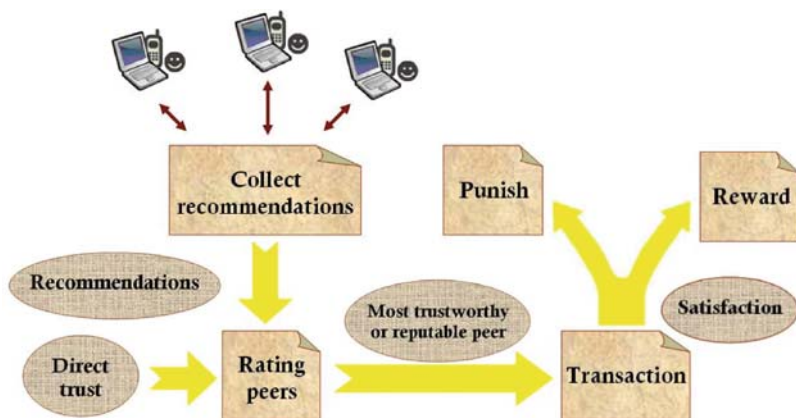 Collect
recommendations
Punish
Reward
Recommendations
Most trustworthy
or reputable peer
Satisfaction
Direct
trust
Rating
peers
Transaction